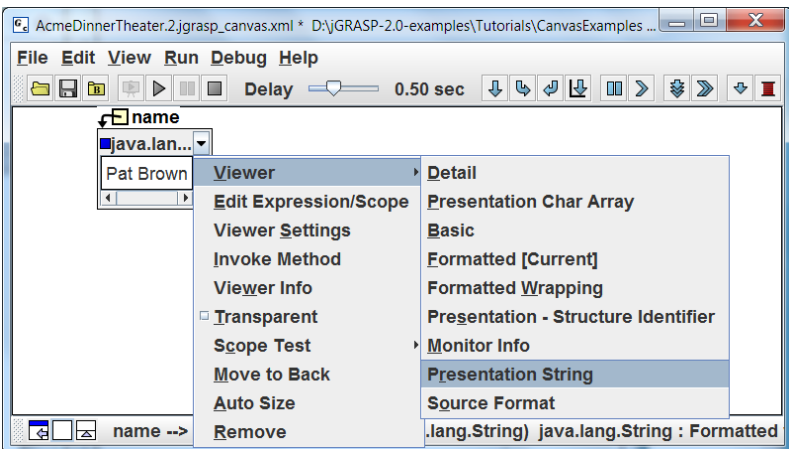 AcmeDinnerTheater.2.jgrasp_canvas.xml * D:\jGRASP-2.0-examples\Tutorials\CanvasExamples ...
File Edit View Run Debug Help
Delay 0.50 sec
name
java.lan...
Pat Brown
Viewer
Edit Expression/Scope
Viewer Settings
Invoke Method
Viewer Info
Transparent
Scope Test
Move to Back
Auto Size
Remove
Detail
Presentation Char Array
Basic
Formatted [Current]
Formatted Wrapping
Presentation - Structure Identifier
Monitor Info
Presentation String
Source Format
name --> .lang.String) java.lang.String : Formatted